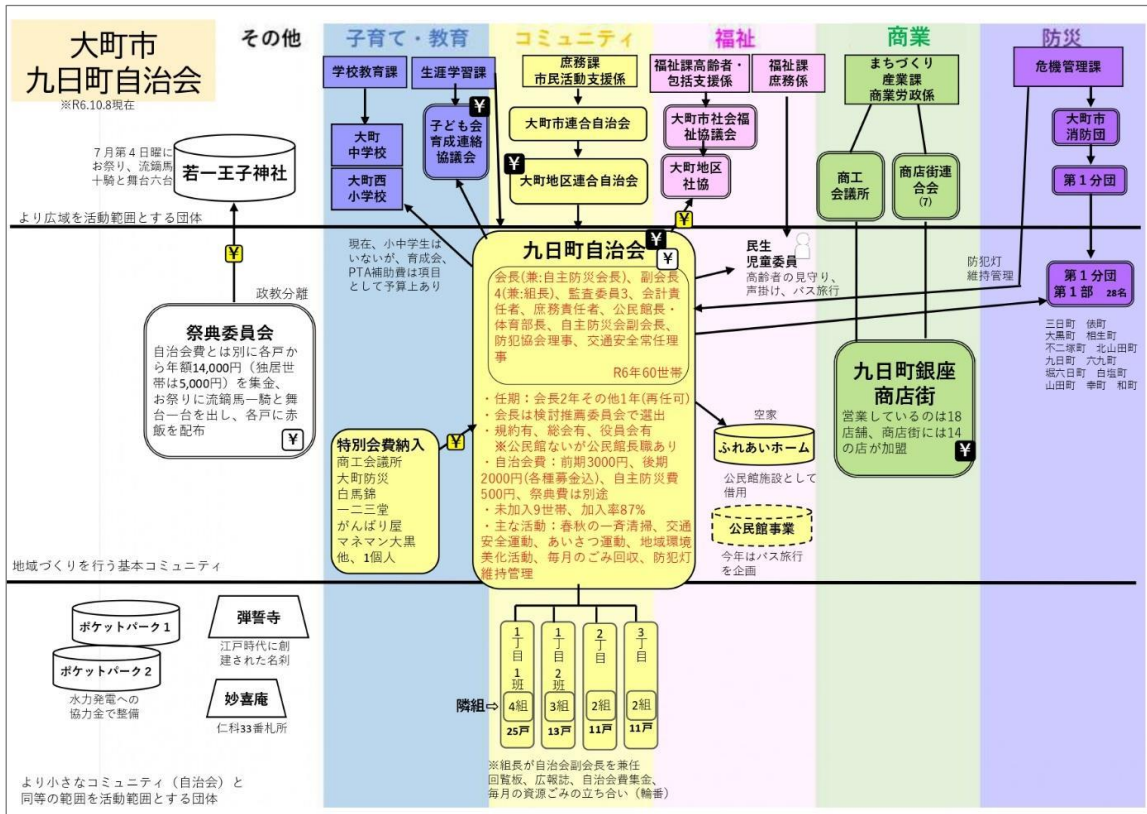 大町市
九日町自治会
※R6.10.8現在
その他
子育て・教育
コミュニティ
福祉
商業
防災
学校教育課
生涯学習課
庶務課
市民活動支援係
福祉課高齢者・
包括支援係
福祉課
庶務係
まちづくり
産業課
商業労政係
危機管理課
7月第4日曜に
お祭り、流鏑馬
十騎と舞台六台
若一王子神社
大町
中学校
大町西
小学校
¥
子ども会
育成連絡
協議会
大町市連合自治会
¥
大町地区連合自治会
大町市社会福
祉協議会
大町地区
社協
商工
会議所
商店街連
合会
(7)
大町市
消防団
第1分団
より広域を活動範囲とする団体
¥
政教分離
祭典委員会
自治会費とは別に各戸か
ら年額14,000円（独居世
帯は5,000円）を集金、
お祭りに流鏑馬一騎と舞
台一台を出し、各戸に赤
飯を配布
¥
現在、小中学生は
いないが、育成会、
PTA補助費は項目
として予算上あり
九日町自治会
¥
¥
¥
会長(兼:自主防災会長)、副会長
4(兼:組長)、監査委員3、会計責
任者、庶務責任者、公民館長・
体育部長、自主防災会副会長、
防犯協会理事、交通安全常任理
事
R6年60世帯
・任期：会長2年その他1年(再任可)
・会長は検討推薦委員会で選出
・規約有、総会有、役員会有
※公民館ないが公民館長職あり
・自治会費：前期3000円、後期
2000円(各種募金込)、自主防災費
500円、祭典費は別途
・未加入9世帯、加入率87%
・主な活動：春秋の一斉清掃、交通
安全運動、あいさつ運動、地域環境
美化活動、毎月のごみ回収、防犯灯
維持管理
民生
児童委員
高齢者の見守り、
声掛け、バス旅行
防犯灯
維持管理
第1分団
第1部 28名
三日町 俵町
大黒町 相生町
不二塚町 北山田町
九日町 六九町
堀六日町 白塩町
山田町 幸町 和町
九日町銀座
商店街
営業しているのは18
店舗、商店街には14
の店が加盟
¥
特別会費納入
商工会議所
大町防災
白馬錦
一二三堂
がんばり屋
マネマン大黒
他、1個人
¥
空家
ふれあいホーム
公民館施設として
借用
公民館事業
今年はバス旅行
を企画
地域づくりを行う基本コミュニティ
ポケットパーク1
ポケットパーク2
水力発電への
協力金で整備
弾誓寺
江戸時代に創
建された名刹
妙喜庵
仁科33番札所
隣組⇨
1丁目1班
4組
25戸
1丁目2班
3組
13戸
2丁目
2組
11戸
3丁目
2組
11戸
※組長が自治会副会長を兼任
回覧板、広報誌、自治会費集金、
毎月の資源ごみの立ち合い（輪番）
より小さなコミュニティ（自治会）と
同等の範囲を活動範囲とする団体